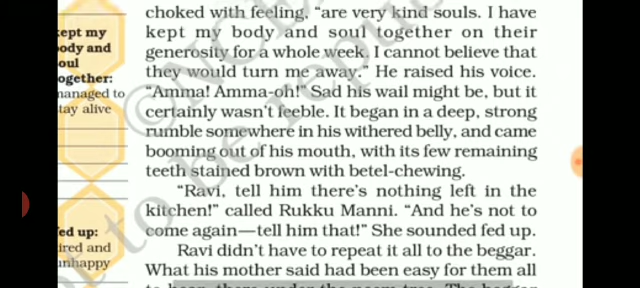 choked with feeling, “are very kind souls. I have
kept my body and soul together on their
generosity for a whole week. I cannot believe that
they would turn me away.” He raised his voice.
“Amma! Amma-oh!” Sad his wail might be, but it
certainly wasn’t feeble. It began in a deep, strong
rumble somewhere in his withered belly, and came
booming out of his mouth, with its few remaining
teeth stained brown with betel-chewing.
“Ravi, tell him there’s nothing left in the
kitchen!” called Rukku Manni. “And he’s not to
come again—tell him that!” She sounded fed up.
Ravi didn’t have to repeat it all to the beggar.
What his mother said had been easy for them all
kept my
body and
soul
together:
managed to
stay alive
fed up:
tired and
unhappy
not to be republished
©NCERT